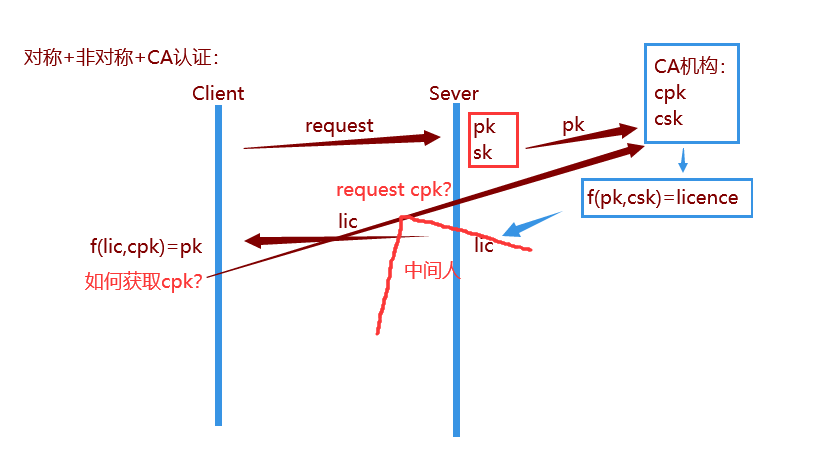 对称+非对称+CA认证：
Client
Sever
CA机构：
cpk
csk
request
pk
sk
pk
request cpk?
f(pk,csk)=licence
lic
lic
f(lic,cpk)=pk
中间人
如何获取cpk?